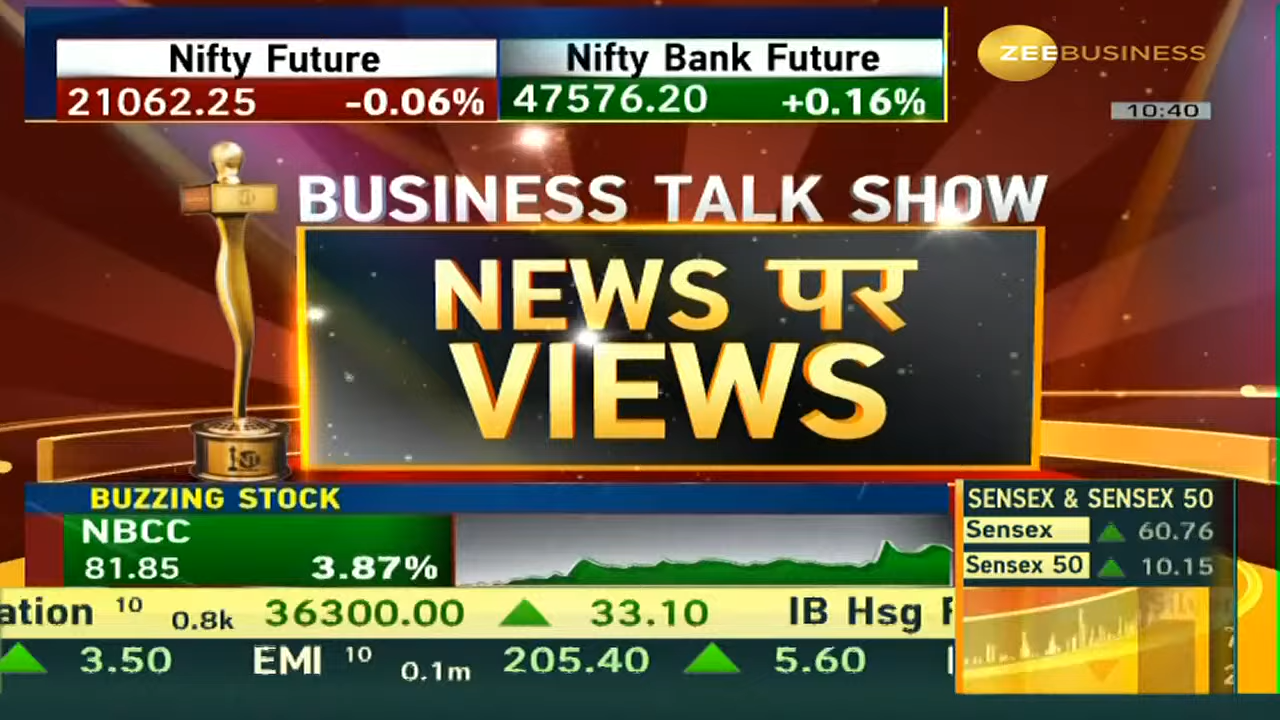 Nifty Future
21062.25 -0.06%
Nifty Bank Future
47576.20 +0.16%
ZEEBUSINESS
10:40
BUSINESS TALK SHOW
NEWS पर
VIEWS
BUZZING STOCK
NBCC
81.85 3.87%
SENSEX & SENSEX 50
Sensex 60.76
Sensex 50 10.15
ation 10 0.8k 36300.00 33.10 IB Hsg F
3.50 EMI 10 0.1m 205.40 5.60